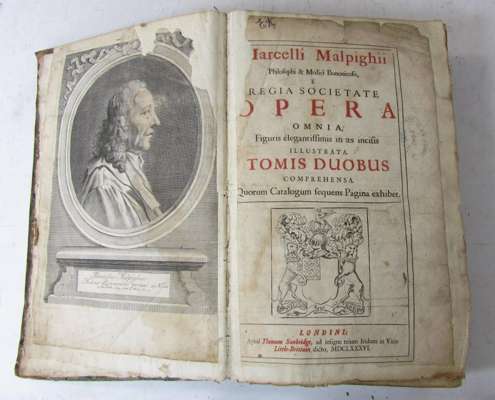 Marcelli Malpighii
Philosophi & Medici Bononiensis,
E
REGIA SOCIETATE
OPERA
OMNIA,
Figuris elegantissimis in æs incisis
ILLUSTRATA.
TOMIS DUOBUS
COMPREHENSA.
Quorum Catalogum sequens Pagina exhibet.
LONDINI:
Apud Thomam Sawbridge, ad insigne trium Iridum in Vico
Little-Brittain dicto, MDCLXXXVI.